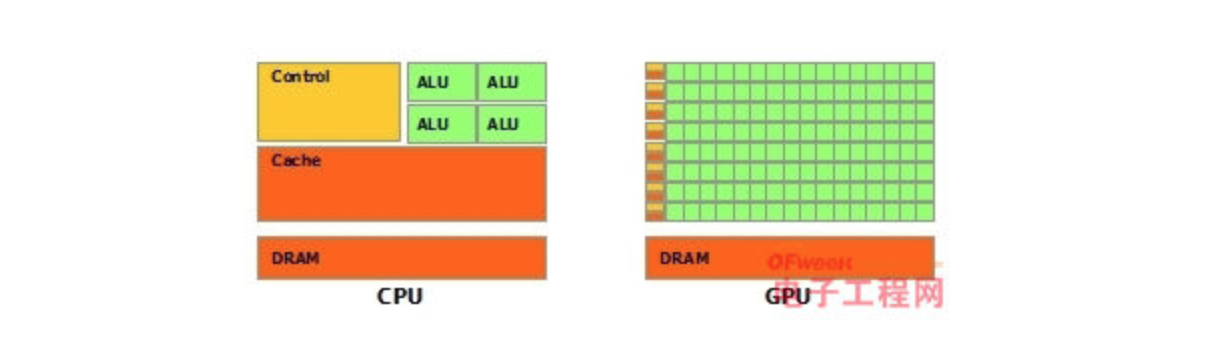 Control
ALU
ALU
ALU
ALU
Cache
DRAM
CPU
DRAM
OFweek
电子工程网
GPU